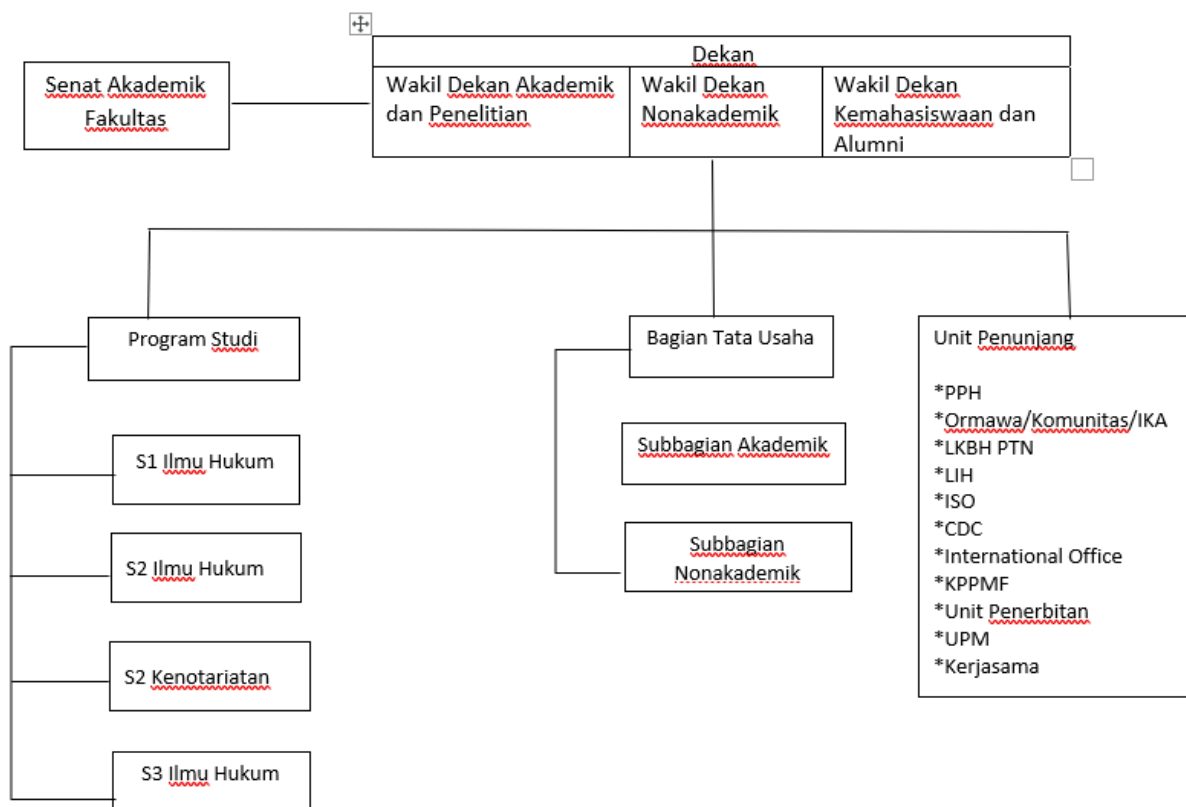 Dekan
Senat Akademik
Fakultas
Wakil Dekan Akademik
dan Penelitian
Wakil Dekan
Nonakademik
Wakil Dekan
Kemahasiswaan dan
Alumni
Program Studi
S1 Ilmu Hukum
S2 Ilmu Hukum
S2 Kenotariatan
S3 Ilmu Hukum
Bagian Tata Usaha
Subbagian Akademik
Subbagian
Nonakademik
Unit Penunjang
*PPH
*Ormawa/Komunitas/IKA
*LKBH PTN
*LIH
*ISO
*CDC
*International Office
*KPPMF
*Unit Penerbitan
*UPM
*Kerjasama